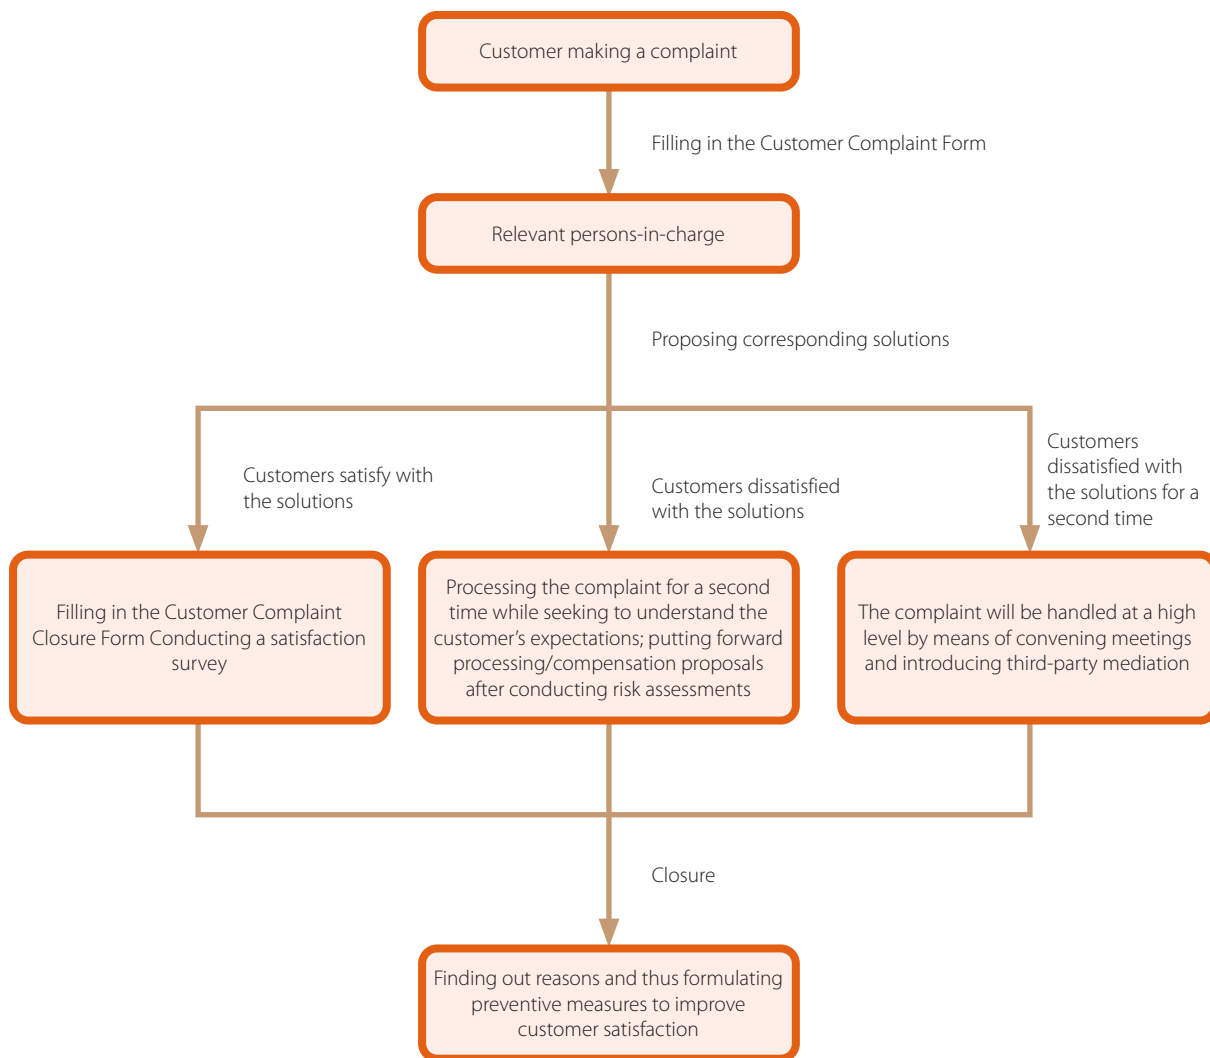 Customer making a complaint
Filling in the Customer Complaint Form
Relevant persons-in-charge
Proposing corresponding solutions
Customers satisfy with
the solutions
Customers dissatisfied
with the solutions
Customers
dissatisfied with
the solutions for a
second time
Filling in the Customer Complaint
Closure Form Conducting a satisfaction
survey
Processing the complaint for a second
time while seeking to understand the
customer’s expectations; putting forward
processing/compensation proposals
after conducting risk assessments
The complaint will be handled at a high
level by means of convening meetings
and introducing third-party mediation
Closure
Finding out reasons and thus formulating
preventive measures to improve
customer satisfaction